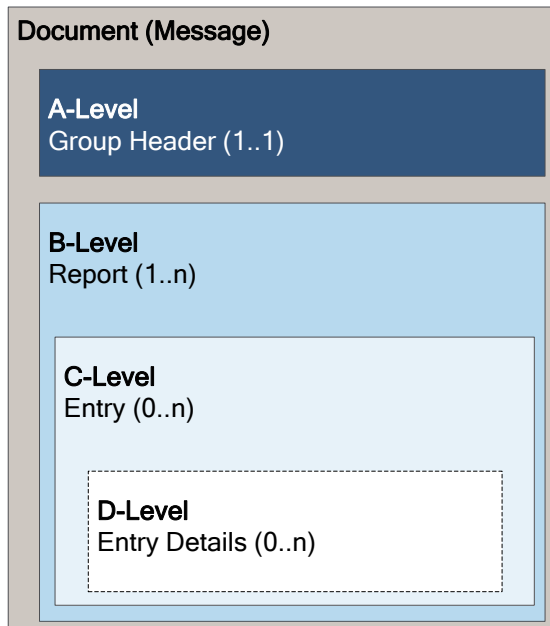 Document (Message)
A-Level
Group Header (1..1)
B-Level
Report (1..n)
C-Level
Entry (0..n)
D-Level
Entry Details (0..n)